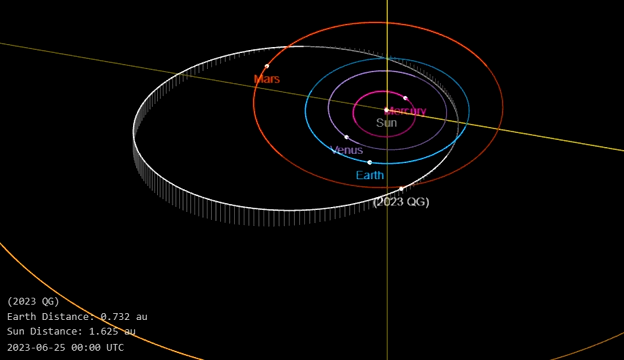 Mars
Mercury
Sun
Venus
Earth
(2023 QG)
(2023 QG)
Earth Distance: 0.732 au
Sun Distance: 1.625 au
2023-06-25 00:00 UTC